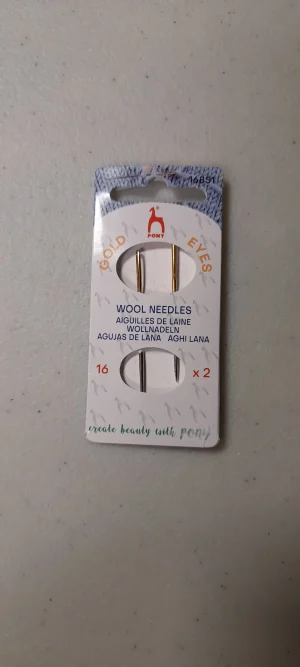 16851
PONY
GOLD EYES
WOOL NEEDLES
AIGUILLES DE LAINE
WOLLNADELN
AGUJAS DE LANA AGHI LANA
16 x 2
create beauty with PONY